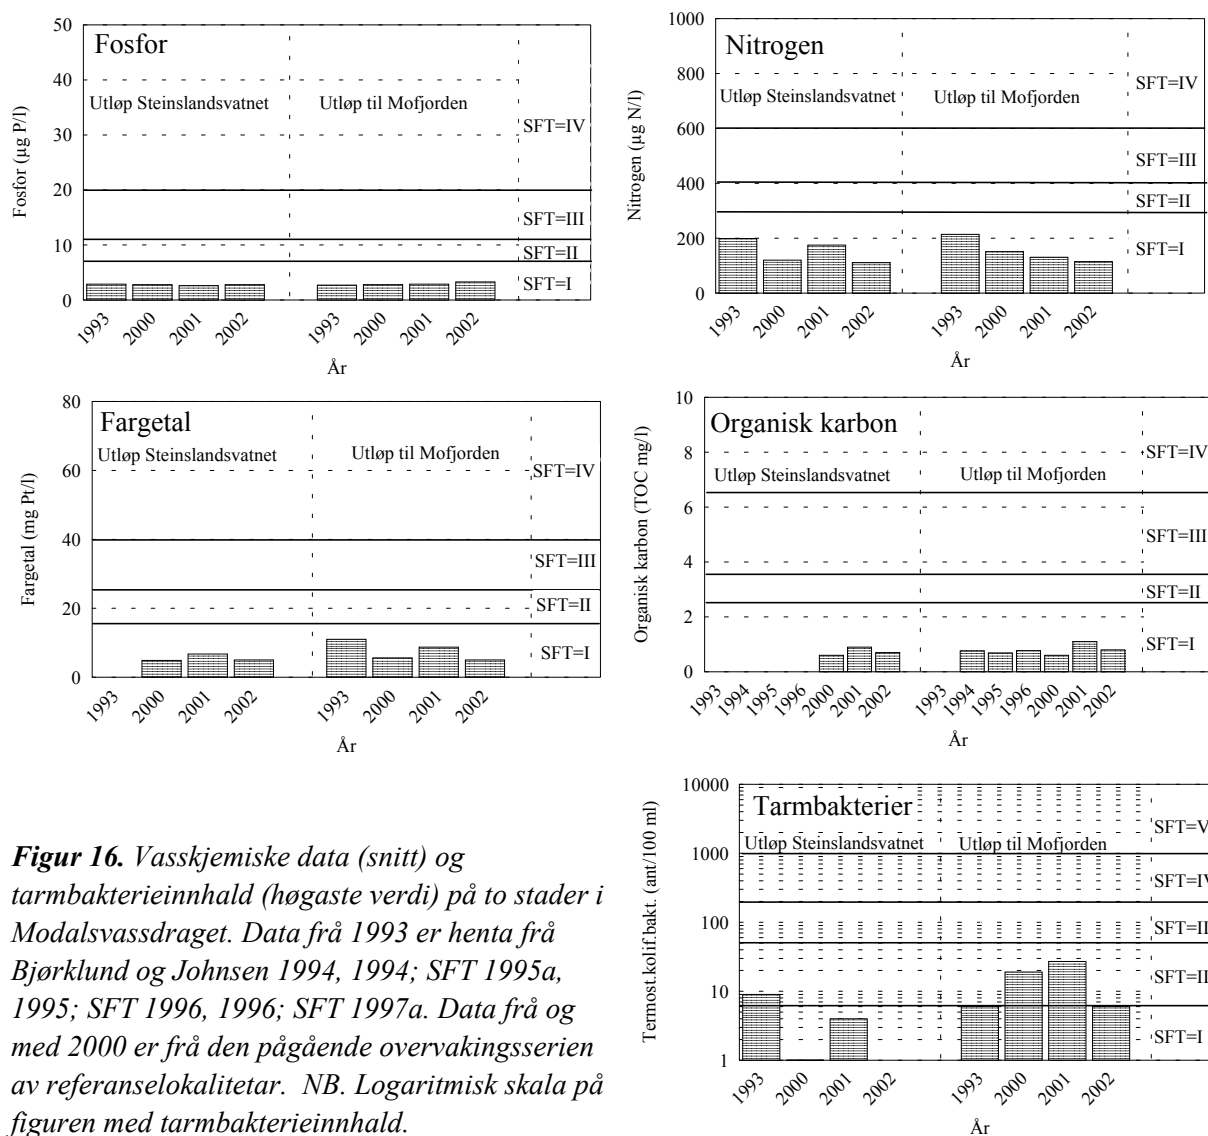 Fosfor
Fosfor (µg P/l)
50
40
30
20
10
0
Utløp Steinslandsvatnet
Utløp til Mofjorden
SFT=IV
SFT=III
SFT=II
SFT=I
1993
2000
2001
2002
1993
2000
2001
2002
År
Nitrogen
Nitrogen (µg N/l)
1000
800
600
400
200
0
Utløp Steinslandsvatnet
Utløp til Mofjorden
SFT=IV
SFT=III
SFT=II
SFT=I
1993
2000
2001
2002
1993
2000
2001
2002
År
Fargetal
Fargetal (mg Pt/l)
80
60
40
20
0
Utløp Steinslandsvatnet
Utløp til Mofjorden
SFT=IV
SFT=III
SFT=II
SFT=I
1993
2000
2001
2002
1993
2000
2001
2002
År
Organisk karbon
Organisk karbon (TOC mg/l)
10
8
6
4
2
0
Utløp Steinslandsvatnet
Utløp til Mofjorden
SFT=IV
SFT=III
SFT=II
SFT=I
1993
1994
1995
1996
2000
2001
2002
1993
1994
1995
1996
2000
2001
2002
År
Tarmbakterier
Termost.kolif.bakt. (ant/100 ml)
10000
1000
100
10
1
Utløp Steinslandsvatnet
Utløp til Mofjorden
SFT=V
SFT=IV
SFT=II
SFT=II
SFT=I
1993
2000
2001
2002
1993
2000
2001
2002
År
Figur 16. Vasskjemiske data (snitt) og
tarmbakterieinnhald (høgaste verdi) på to stader i
Modalsvassdraget. Data frå 1993 er henta frå
Bjørklund og Johnsen 1994, 1994; SFT 1995a,
1995; SFT 1996, 1996; SFT 1997a. Data frå og
med 2000 er frå den pågående overvakingsserien
av referanselokalitetar. NB. Logaritmisk skala på
figuren med tarmbakterieinnhald.